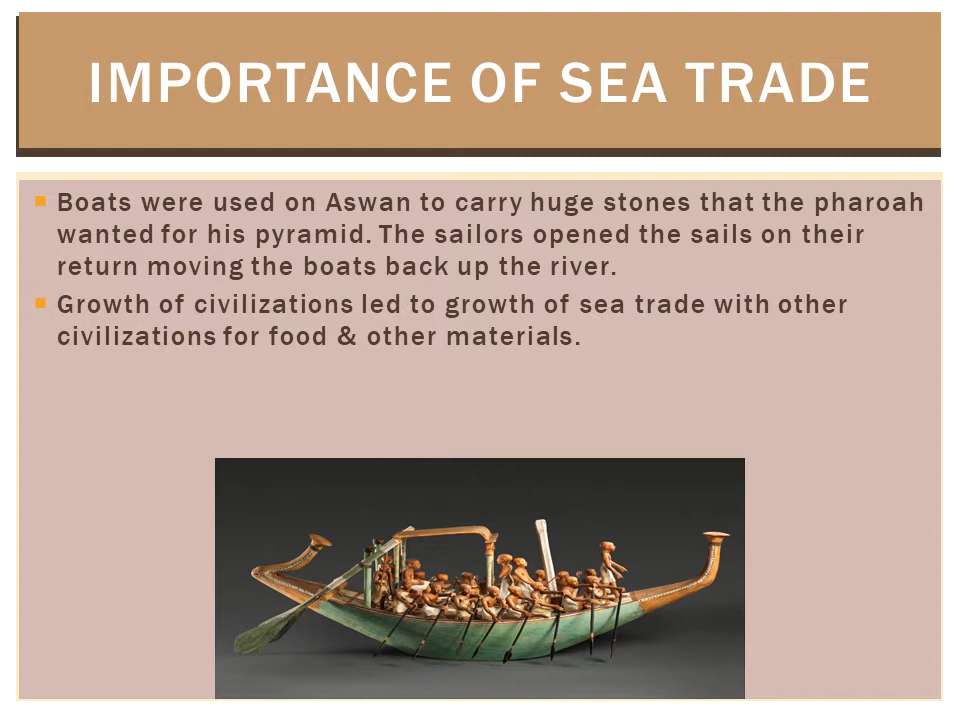 IMPORTANCE OF SEA TRADE
Boats were used on Aswan to carry huge stones that the pharoah
wanted for his pyramid. The sailors opened the sails on their
return moving the boats back up the river.
Growth of civilizations led to growth of sea trade with other
civilizations for food & other materials.